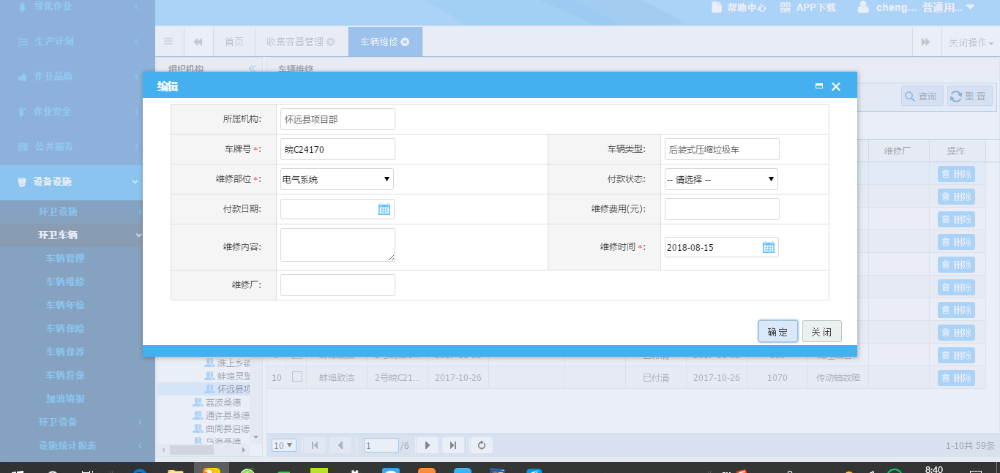 绿化作业
帮助中心 APP下载 cheng... 普通用...
生产计划
首页 收集容器管理 车辆维修 关闭操作
组织机构 车辆维修
作业品质
编辑
作业安全
查询 重 置
所属机构: 怀远县项目部
公共服务
车牌号*: 皖C24170 车辆类型: 后装式压缩垃圾车
维修厂 操作
设备设施
维修部位*: 电气系统 付款状态: -- 请选择 --
删除
环卫设施
付款日期: 维修费用(元):
删除
删除
环卫车辆
维修内容: 维修时间*: 2018-08-15
删除
车辆管理
删除
车辆维修
维修厂:
删除
车辆年检
删除
车辆保险
确定 关闭
删除
车辆保养
删除
淮上乡镇
车辆投保
10 蚌埠致洁 2号皖C21... 2017-10-26 已付清 2017-10-26 1070 传动轴故障 删除
怀远县项
加油填报
荔波桑德
通许县桑德
环卫设备
曲周县启德
乌海桑德
设施统计报表
10 1 /6 1-10共 59条
8:40